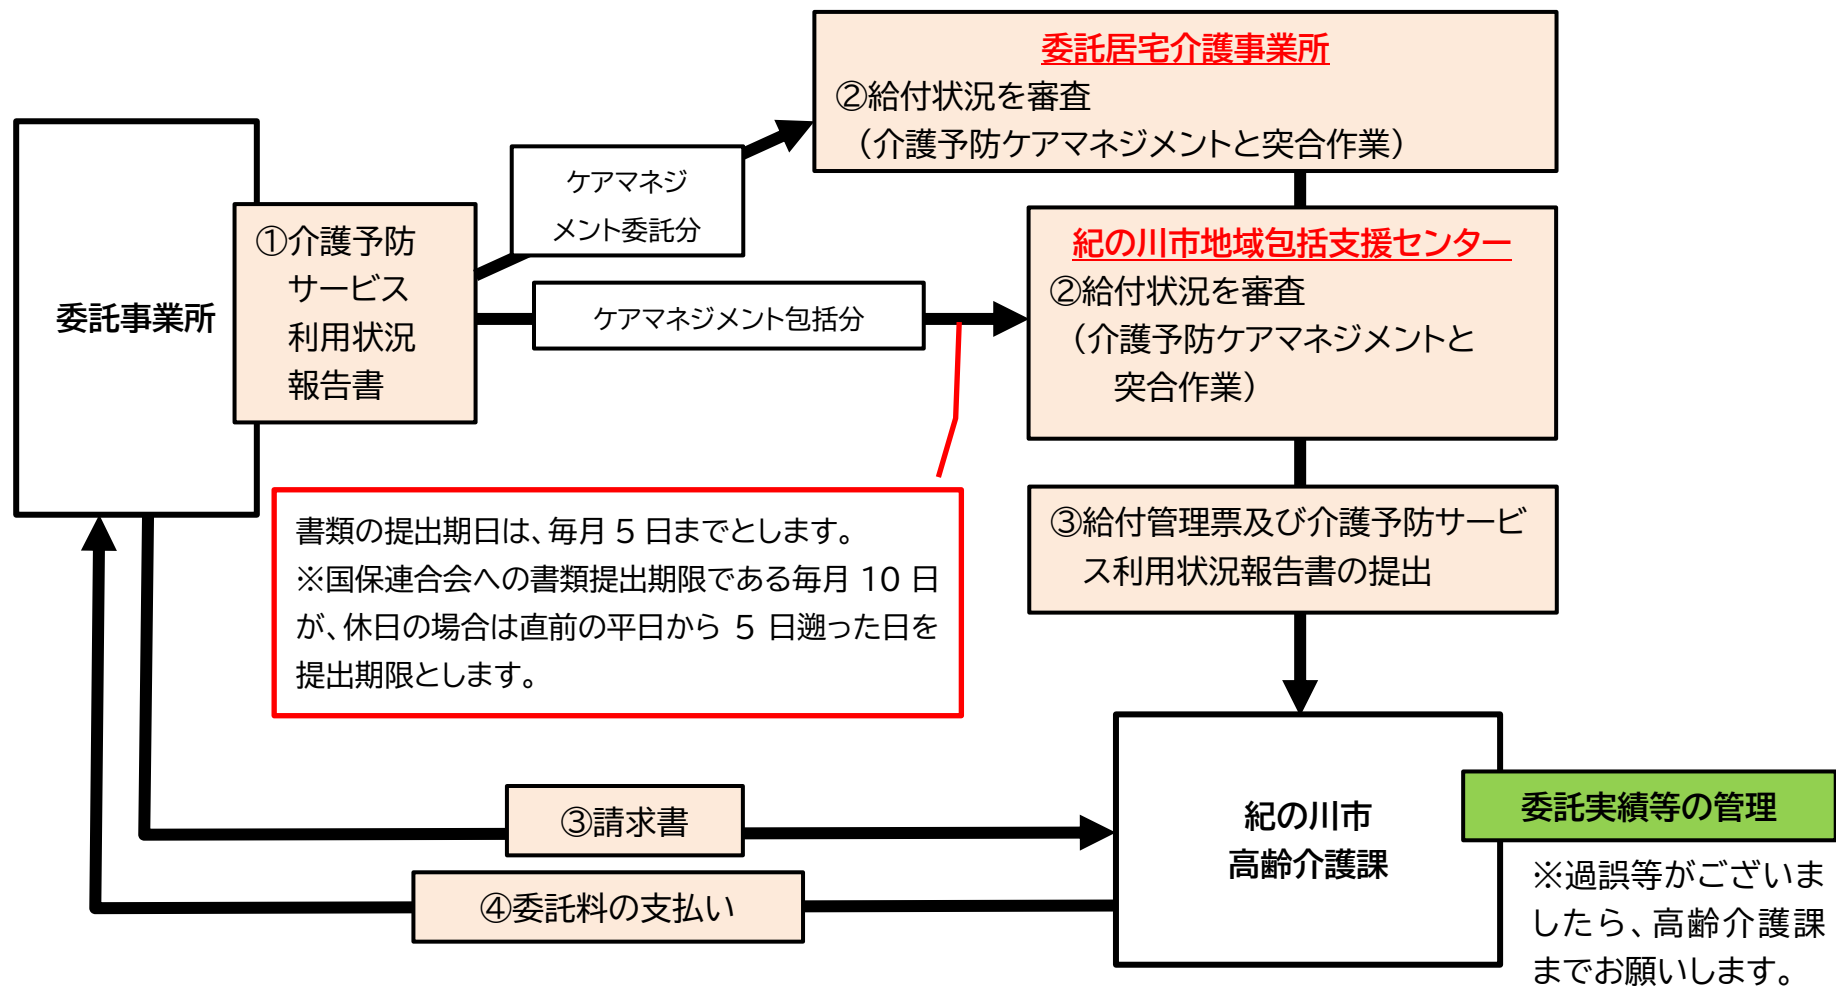 委託居宅介護事業所
②給付状況を審査
（介護予防ケアマネジメントと突合作業）
ケアマネジ
メント委託分
①介護予防
サービス
利用状況
報告書
委託事業所
ケアマネジメント包括分
紀の川市地域包括支援センター
②給付状況を審査
（介護予防ケアマネジメントと
突合作業）
書類の提出期日は、毎月 5 日までとします。
※国保連合会への書類提出期限である毎月 10 日
が、休日の場合は直前の平日から 5 日遡った日を
提出期限とします。
③給付管理票及び介護予防サービ
ス利用状況報告書の提出
③請求書
④委託料の支払い
紀の川市
高齢介護課
委託実績等の管理
※過誤等がございま
したら、高齢介護課
までお願いします。